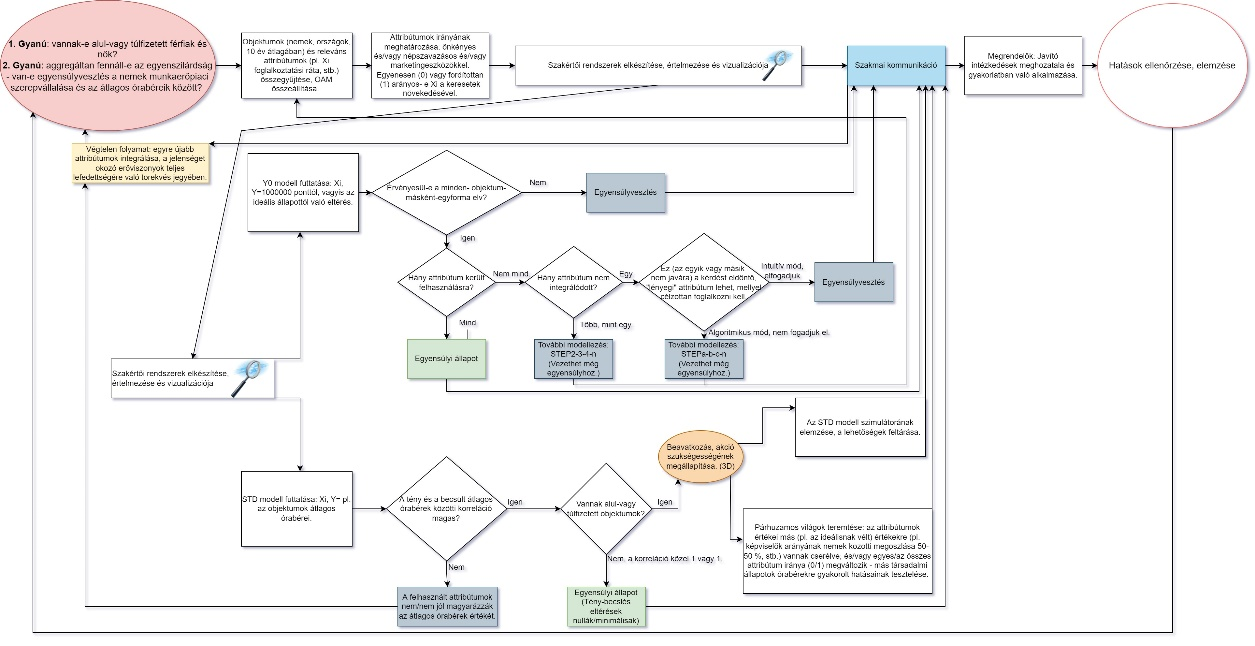 1. Gyanú: vannak-e alul-vagy túlfizetett férfiak és
nők?
2. Gyanú: aggregáltan fennáll-e az egyenszilárdság
- van-e egyensúlyvesztés a nemek munkaerőpiaci
szerepvállalása és az átlagos órabéreik között?
Objektumok (nemek, országok,
10 év átlagában) és releváns
attribútumok (pl. Xi
foglalkoztatási ráta, stb.)
összegyűjtése, OAM
összeállítása.
Attribútumok irányának
meghatározása, önkényes
és/vagy népszavazásos és/vagy
marketingeszközökkel.
Egyenesen (0) vagy fordítottan
(1) arányos- e Xi a keresetek
növekedésével.
Szakértői rendszerek elkészítése, értelmezése és vizualizációja
Szakmai kommunikáció
Megrendelők: Javító
intézkedések meghozatala és
gyakorlatban való alkalmazása.
Hatások ellenőrzése, elemzése
Végtelen folyamat: egyre újabb
attribútumok integrálása, a jelenséget
okozó erőviszonyok teljes
lefedettségére való törekvés jegyében.
Y0 modell futtatása: Xi,
Y=1000000 ponttól, vagyis az
ideális állapottól való eltérés.
Érvényesül-e a minden- objektum-
másként-egyforma elv?
Nem
Egyensúlyvesztés
Igen
Hány attribútum került
felhasználásra?
Nem mind
Hány attribútum nem
integrálódott?
Egy
Ez (az egyik vagy másik
nem javára) a kérdést eldöntő,
"lényegi" attribútum lehet, mellyel
célzottan foglalkozni kell.
Intuitív mód,
elfogadjuk.
Egyensúlyvesztés
Mind
Több, mint egy
Algoritmikus mód, nem fogadjuk el.
Egyensúlyi állapot
További modellezés:
STEP2-3-4-n
(Vezethet még
egyensúlyhoz.)
További modellezés:
STEPa-b-c-n
(Vezethet még
egyensúlyhoz.)
Szakértői rendszerek elkészítése,
értelmezése és vizualizációja
Az STD modell szimulátorának
elemzése, a lehetőségek feltárása.
Beavatkozás, akció
szükségességének
megállapítása. (3D)
STD modell futtatása: Xi, Y= pl.
az objektumok átlagos
órabérei.
A tény és a becsült átlagos
órabérek közötti korreláció
magas?
Igen
Vannak alul-vagy
túlfizetett objektumok?
Igen
Párhuzamos világok teremtése: az attribútumok
értékei más (pl. az ideálisnak vélt) értékekre (pl.
képviselők arányának nemek közötti megoszlása 50-
50 %, stb.) vannak cserélve, és/vagy egyes/az összes
attribútum iránya (0/1) megváltozik - más társadalmi
állapotok órabérekre gyakorolt hatásainak tesztelése.
Nem
Nem, a korreláció közel 1 vagy 1.
A felhasznált attribútumok
nem/nem jól magyarázzák
az átlagos órabérek értékét.
Egyensúlyi állapot
(Tény-becslés
eltérések
nullák/minimálisak)